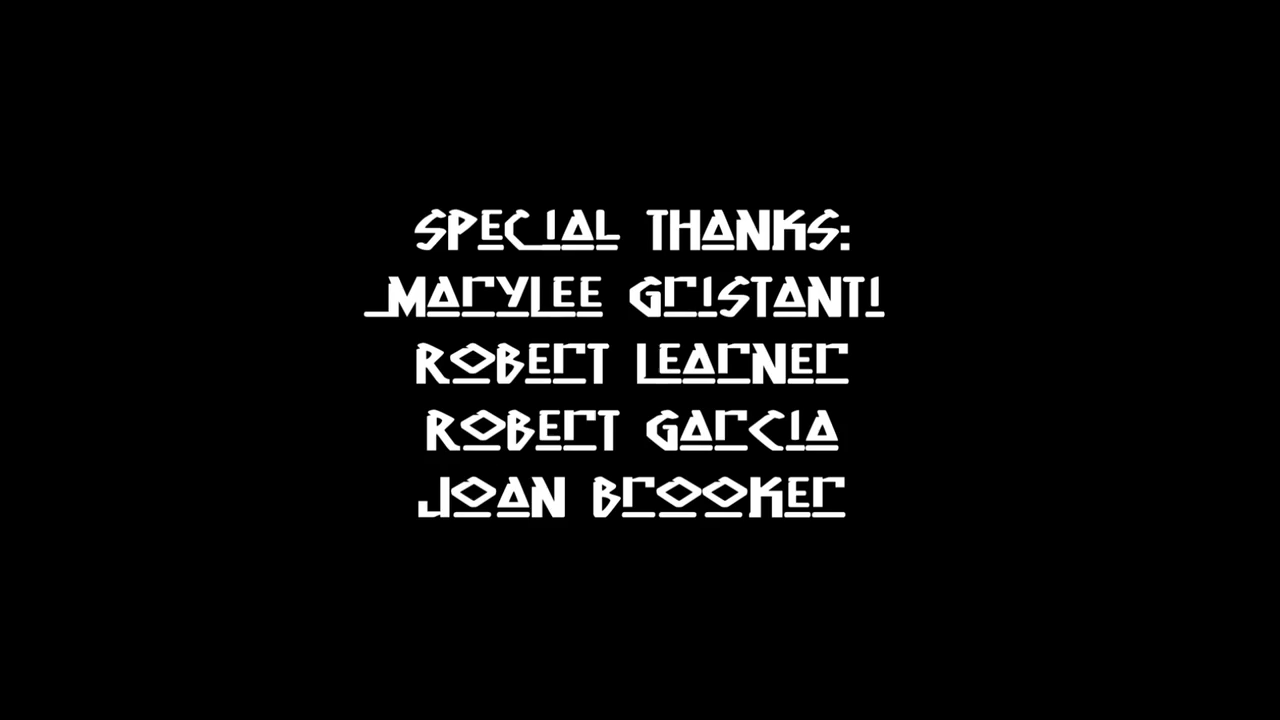 SPECIAL THANKS:
MARYLEE GRISTANTI
ROBERT LEARNER
ROBERT GARCIA
JOAN BROOKER